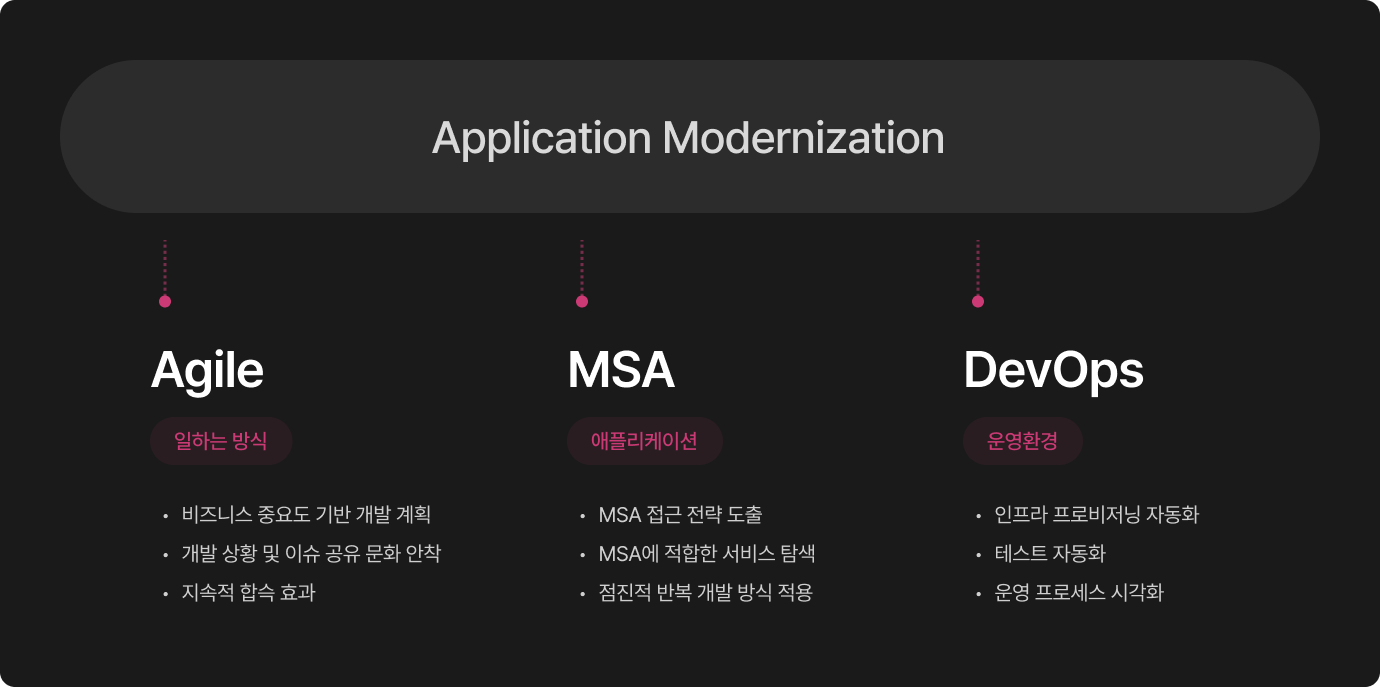 Application Modernization
Agile
일하는 방식
• 비즈니스 중요도 기반 개발 계획
• 개발 상황 및 이슈 공유 문화 안착
• 지속적 합측 효과
MSA
애플리케이션
• MSA 접근 전략 도출
• MSA에 적합한 서비스 탐색
• 점진적 반복 개발 방식 적용
DevOps
운영환경
• 인프라 프로비저닝 자동화
• 테스트 자동화
• 운영 프로세스 시각화